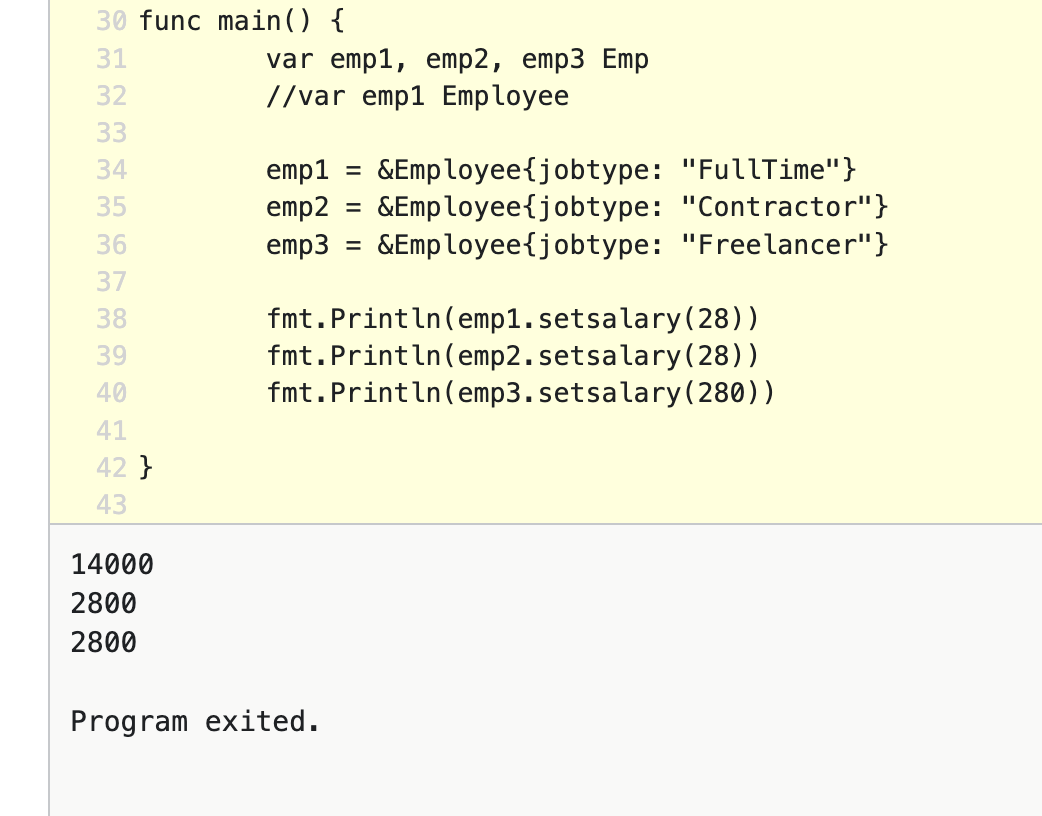 30 func main() {
31         var emp1, emp2, emp3 Emp
32         //var emp1 Employee
33
34         emp1 = &Employee{jobtype: "FullTime"}
35         emp2 = &Employee{jobtype: "Contractor"}
36         emp3 = &Employee{jobtype: "Freelancer"}
37
38         fmt.Println(emp1.setsalary(28))
39         fmt.Println(emp2.setsalary(28))
40         fmt.Println(emp3.setsalary(280))
41
42 }
43
14000
2800
2800
Program exited.